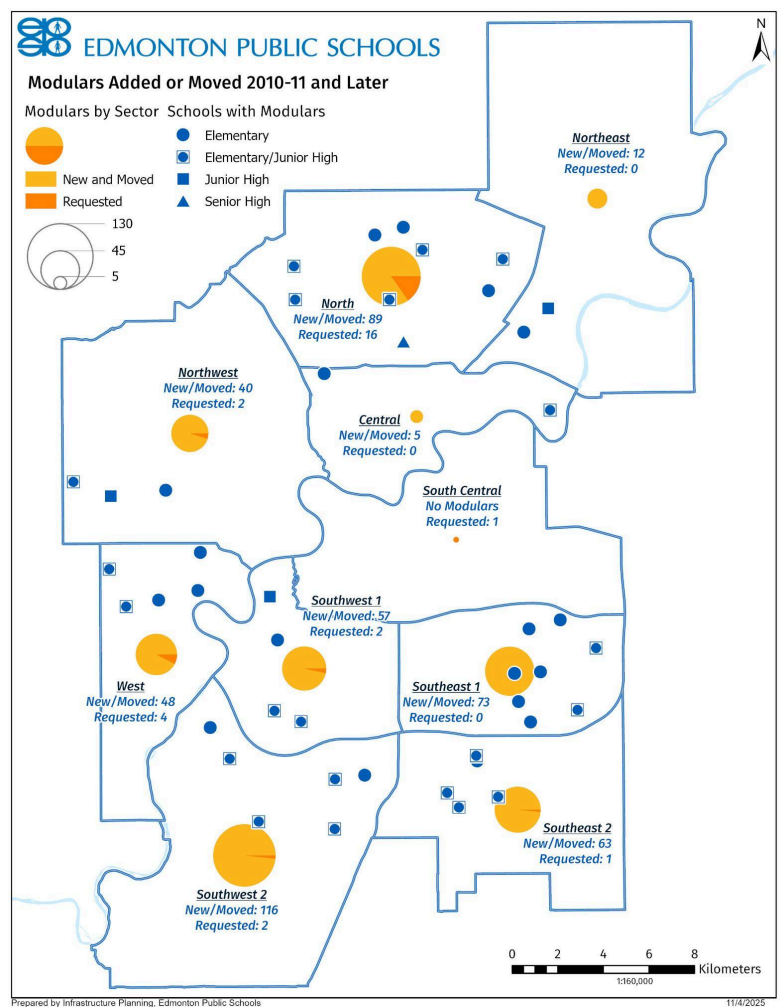 EDMONTON PUBLIC SCHOOLS
N
Modulars Added or Moved 2010-11 and Later
Modulars by Sector
New and Moved
Requested
130
45
5
Schools with Modulars
Elementary
Elementary/Junior High
Junior High
Senior High
Northeast
New/Moved: 12
Requested: 0
North
New/Moved: 89
Requested: 16
Northwest
New/Moved: 40
Requested: 2
Central
New/Moved: 5
Requested: 0
South Central
No Modulars
Requested: 1
Southwest 1
New/Moved: 57
Requested: 2
West
New/Moved: 48
Requested: 4
Southeast 1
New/Moved: 73
Requested: 0
Southeast 2
New/Moved: 63
Requested: 1
Southwest 2
New/Moved: 116
Requested: 2
0 2 4 6 8
Kilometers
1:160,000
Prepared by Infrastructure Planning, Edmonton Public Schools
11/4/2025